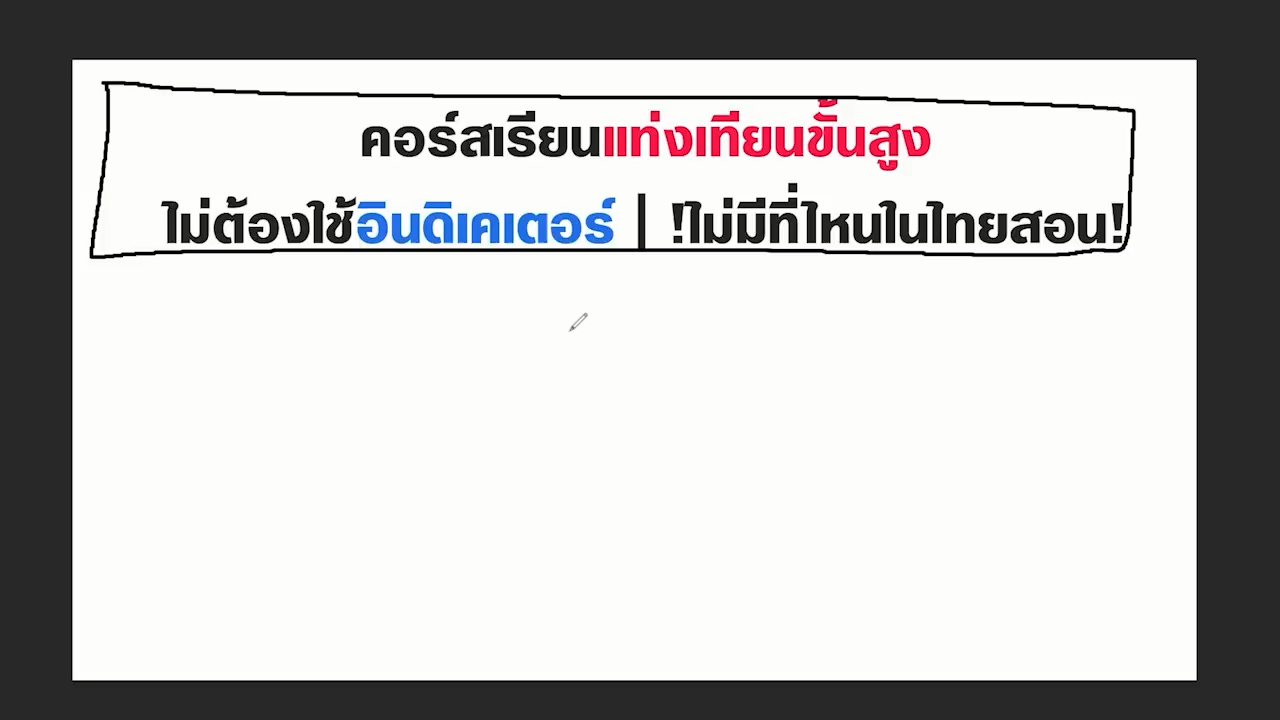 คอร์สเรียนแท่งเทียนขั้นสูง
ไม่ต้องใช้อินดิเคเตอร์ | !ไม่มีที่ไหนในไทยสอน!